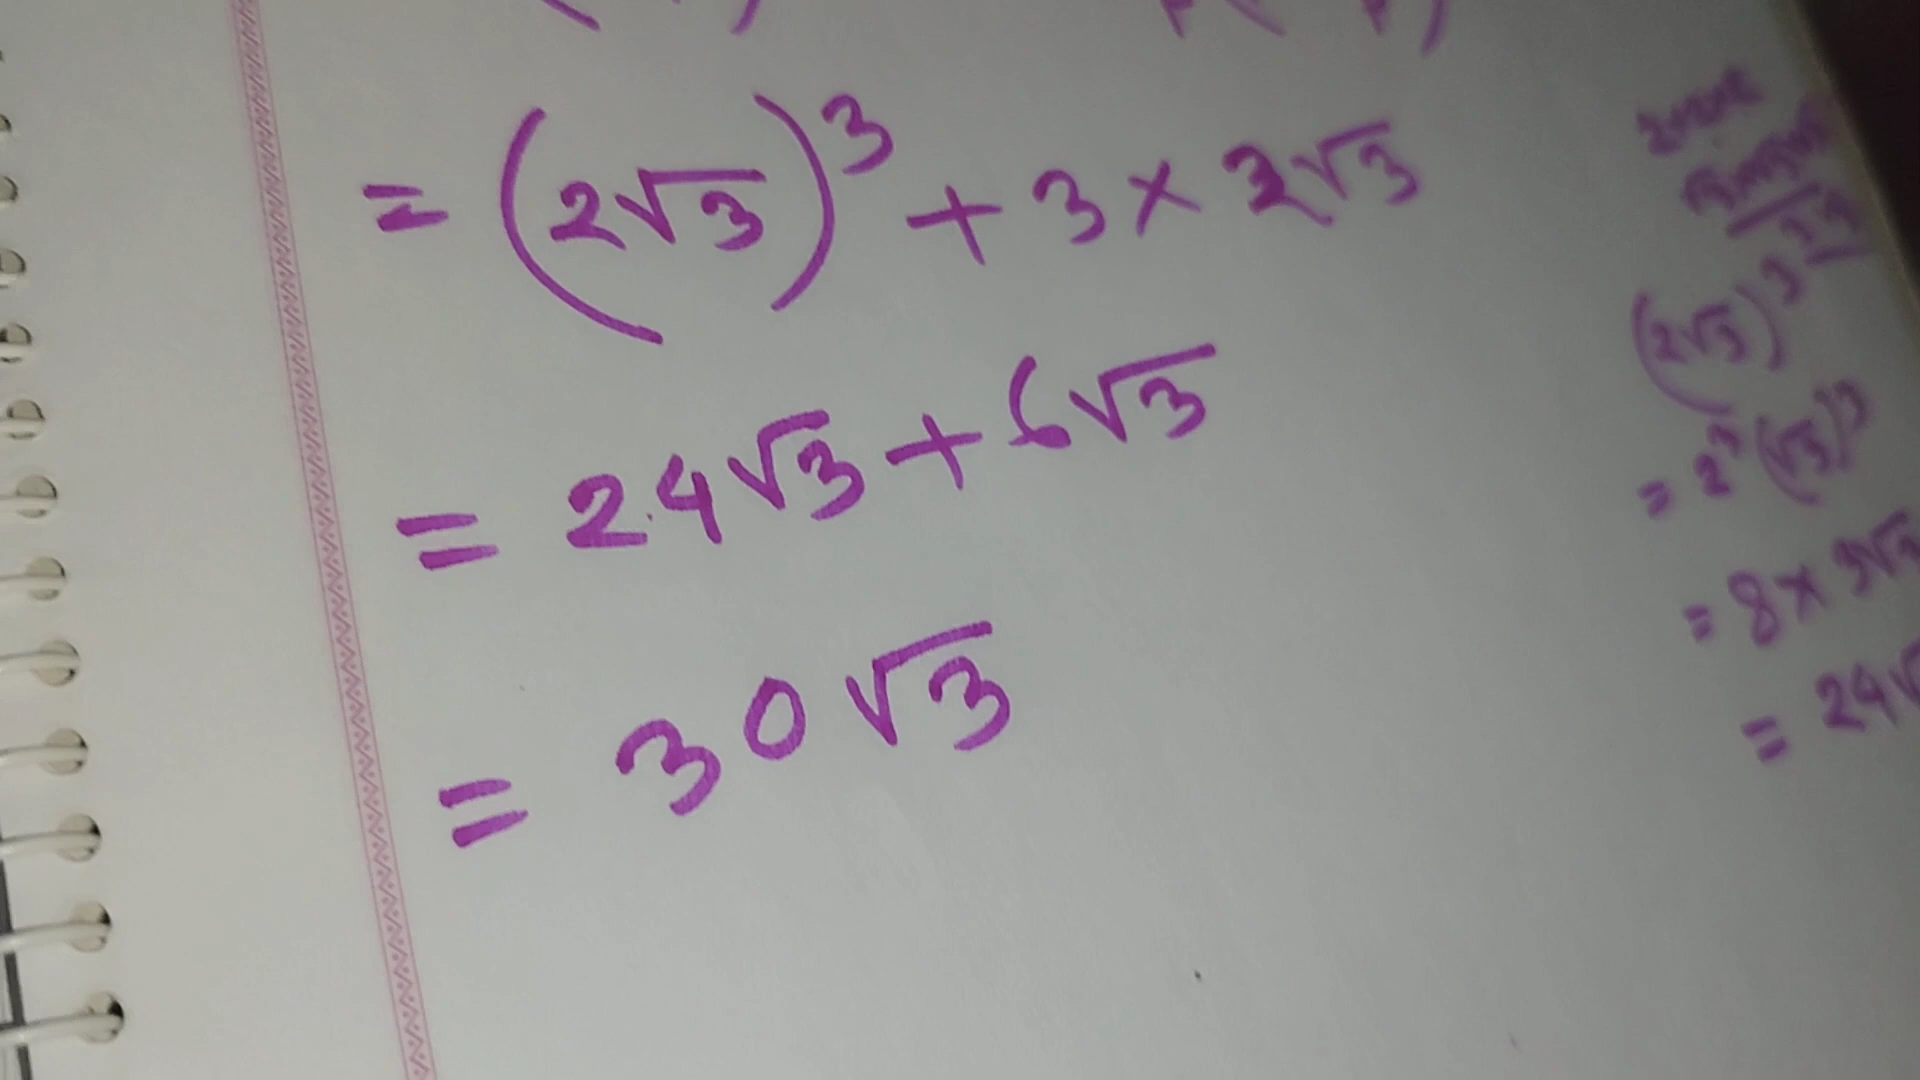 = (2√3)³ + 3 × 2√3
= 24√3 + 6√3
= 30√3
(2√3)³
= 2³(√3)³
= 8 × 3√3
= 24√